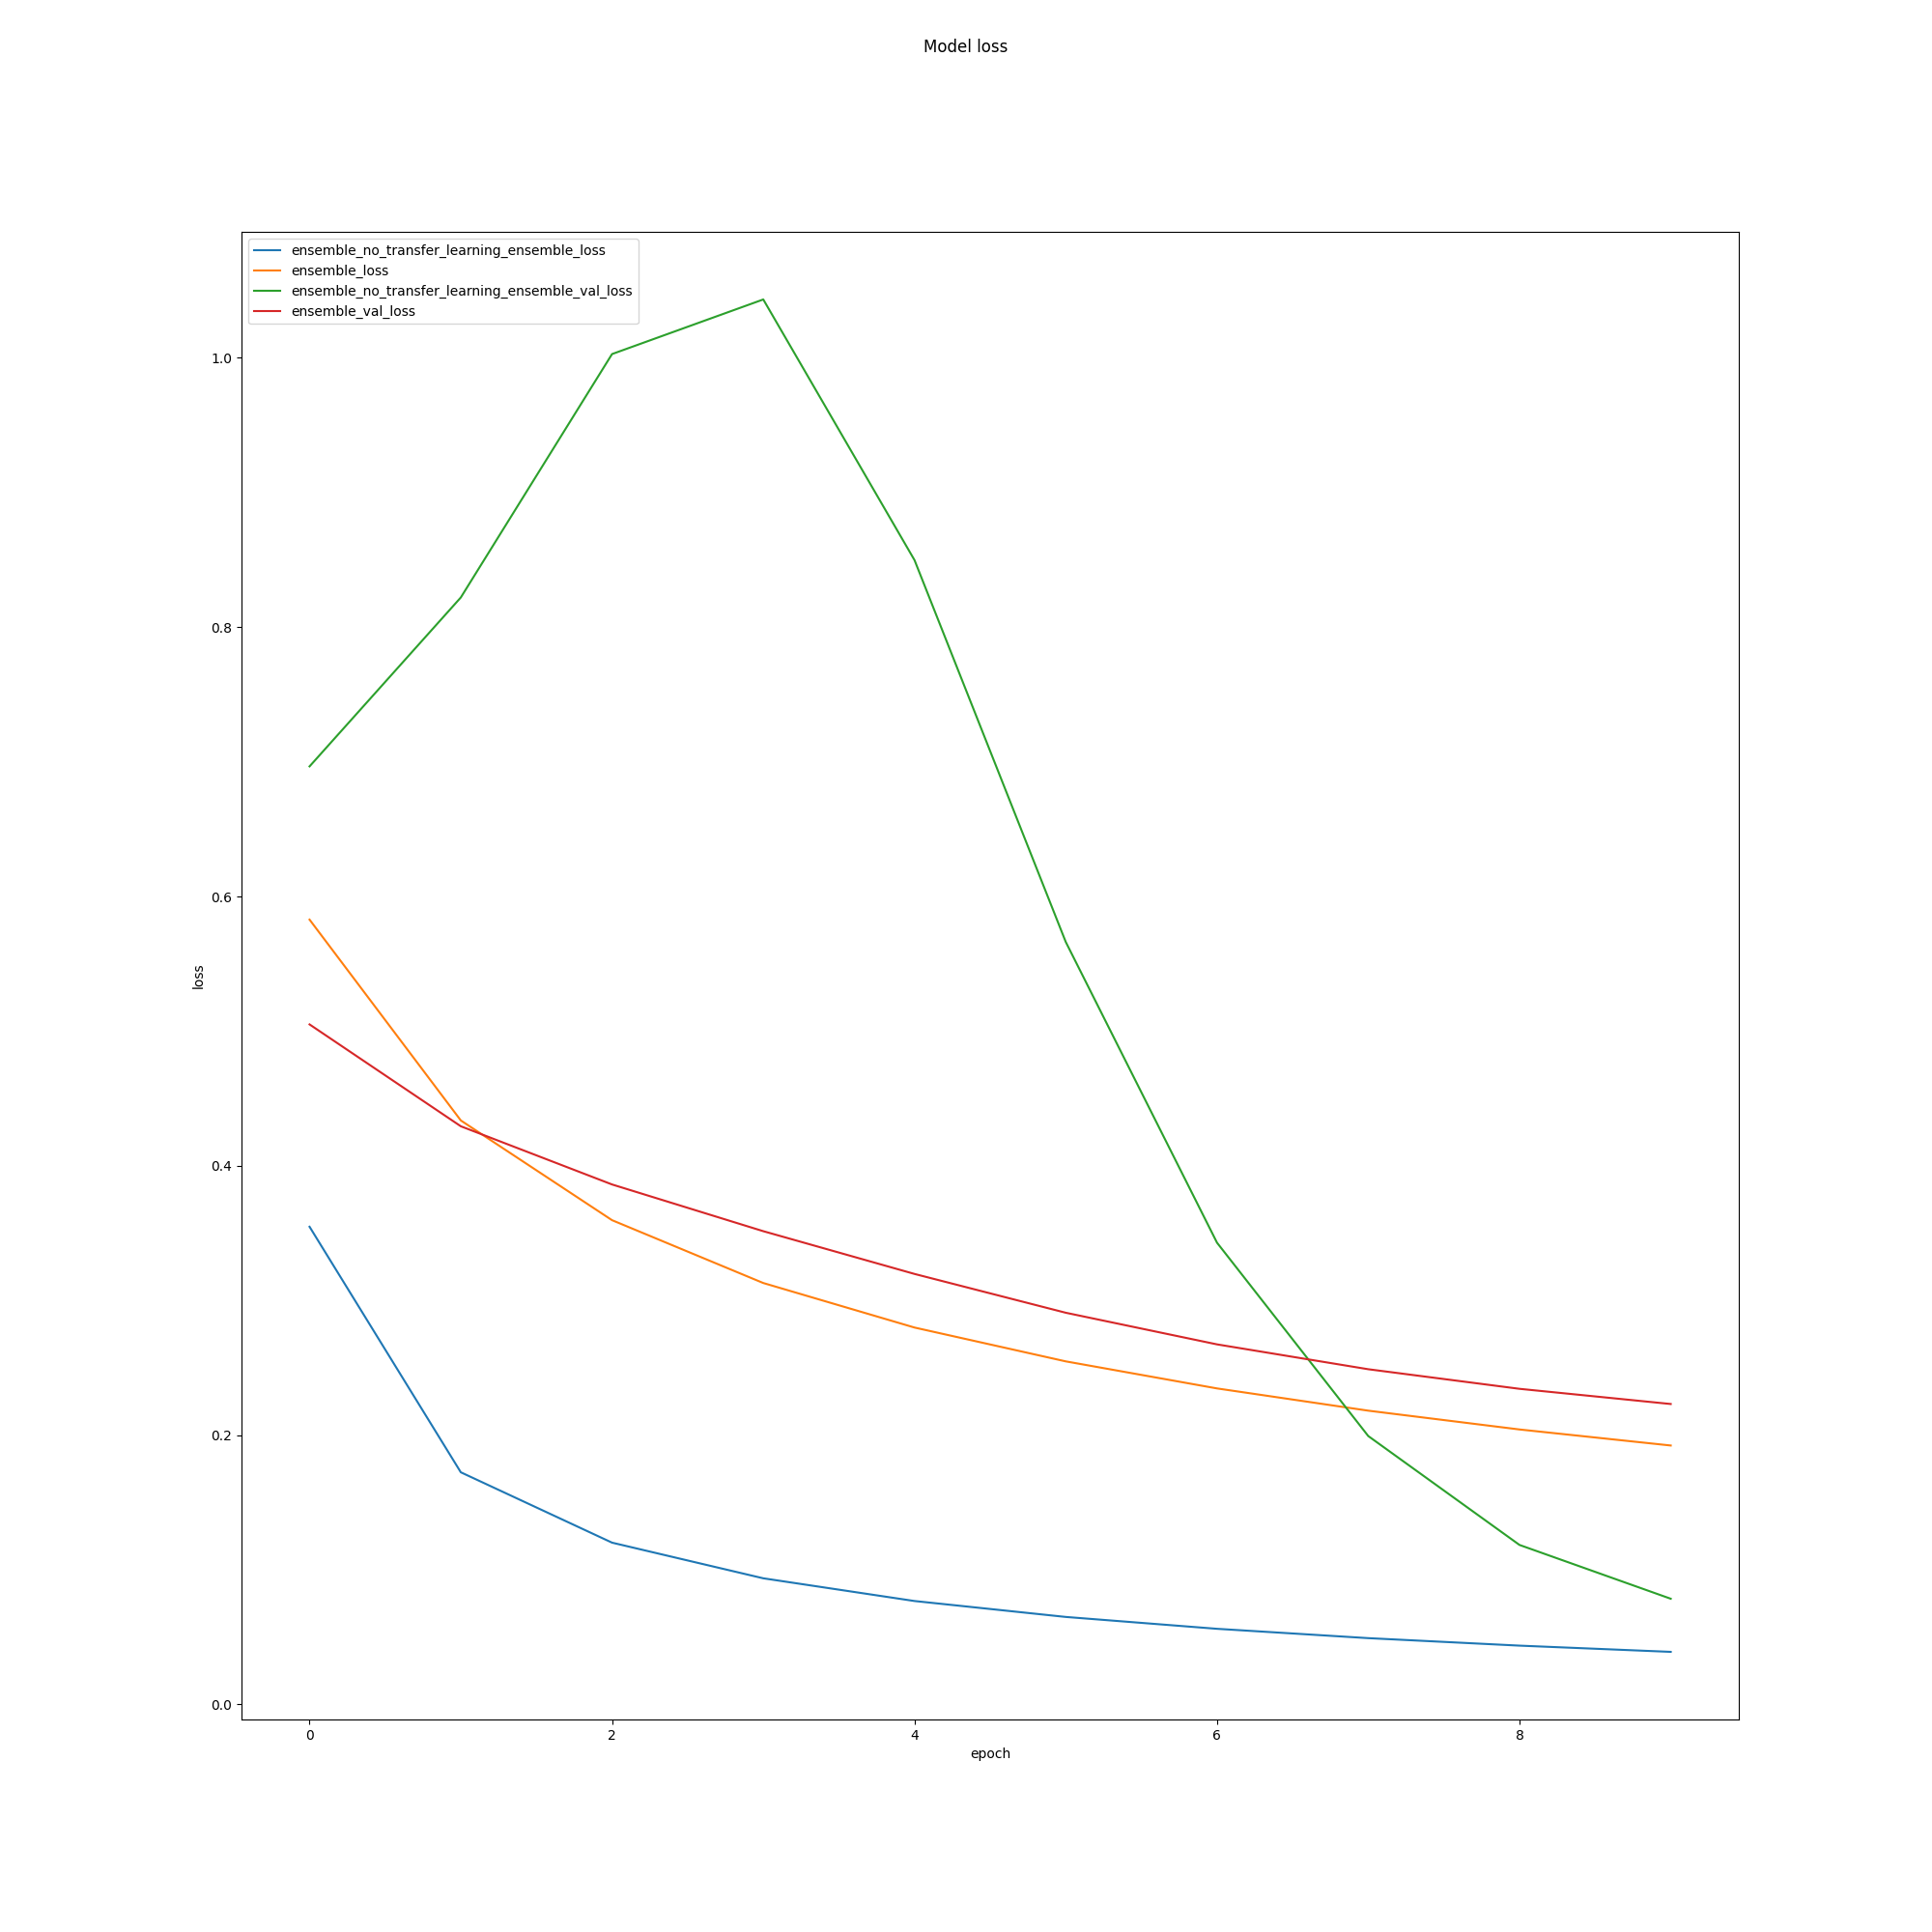 Model loss
ensemble_no_transfer_learning_ensemble_loss
ensemble_loss
ensemble_no_transfer_learning_ensemble_val_loss
ensemble_val_loss
1.0
0.8
0.6
loss
0.4
0.2
0.0
0 2 4 6 8
epoch